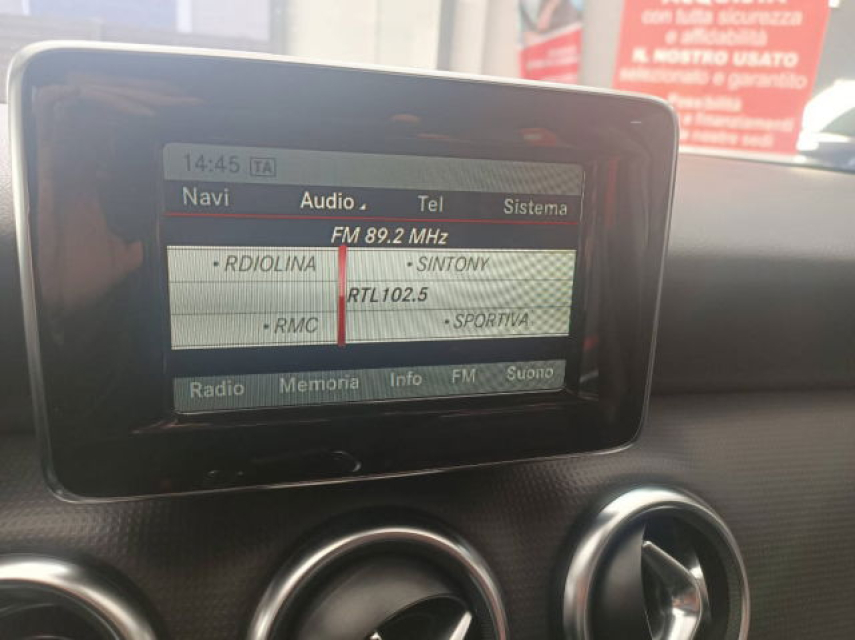 ACQUISTA
con tutta sicurezza
e affidabilità
IL NOSTRO USATO
selezionato e garantito
14:45 TA
Navi Audio Tel Sistema
FM 89.2 MHz
• RDIOLINA • SINTONY
RTL102.5
• RMC • SPORTIVA
Radio Memoria Info FM Suono